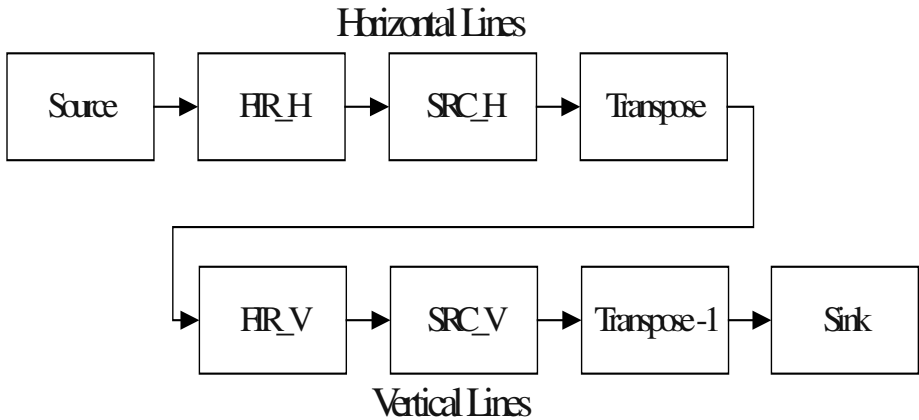 Horizontal Lines
Source
FIR_H
SRC_H
Transpose
FIR_V
SRC_V
Transpose -1
Sink
Vertical Lines